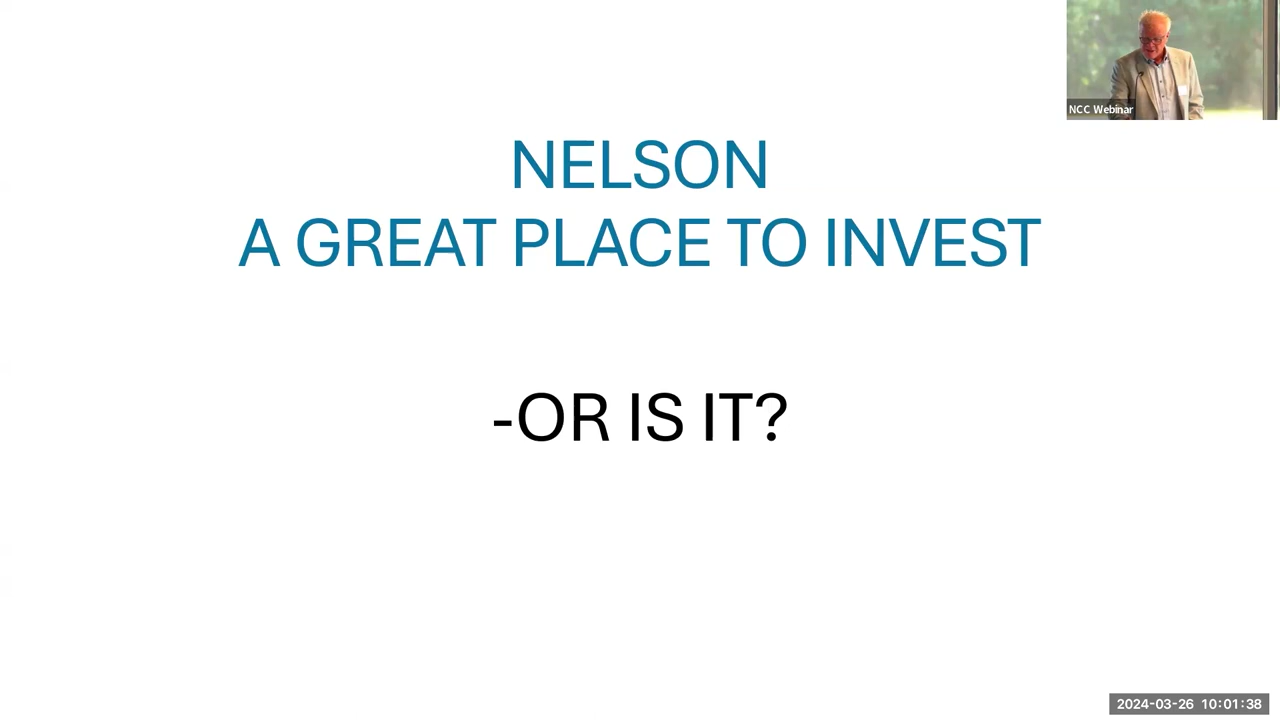 NCC Webinar
NELSON
A GREAT PLACE TO INVEST
-OR IS IT?
2024-03-26 10:01:38